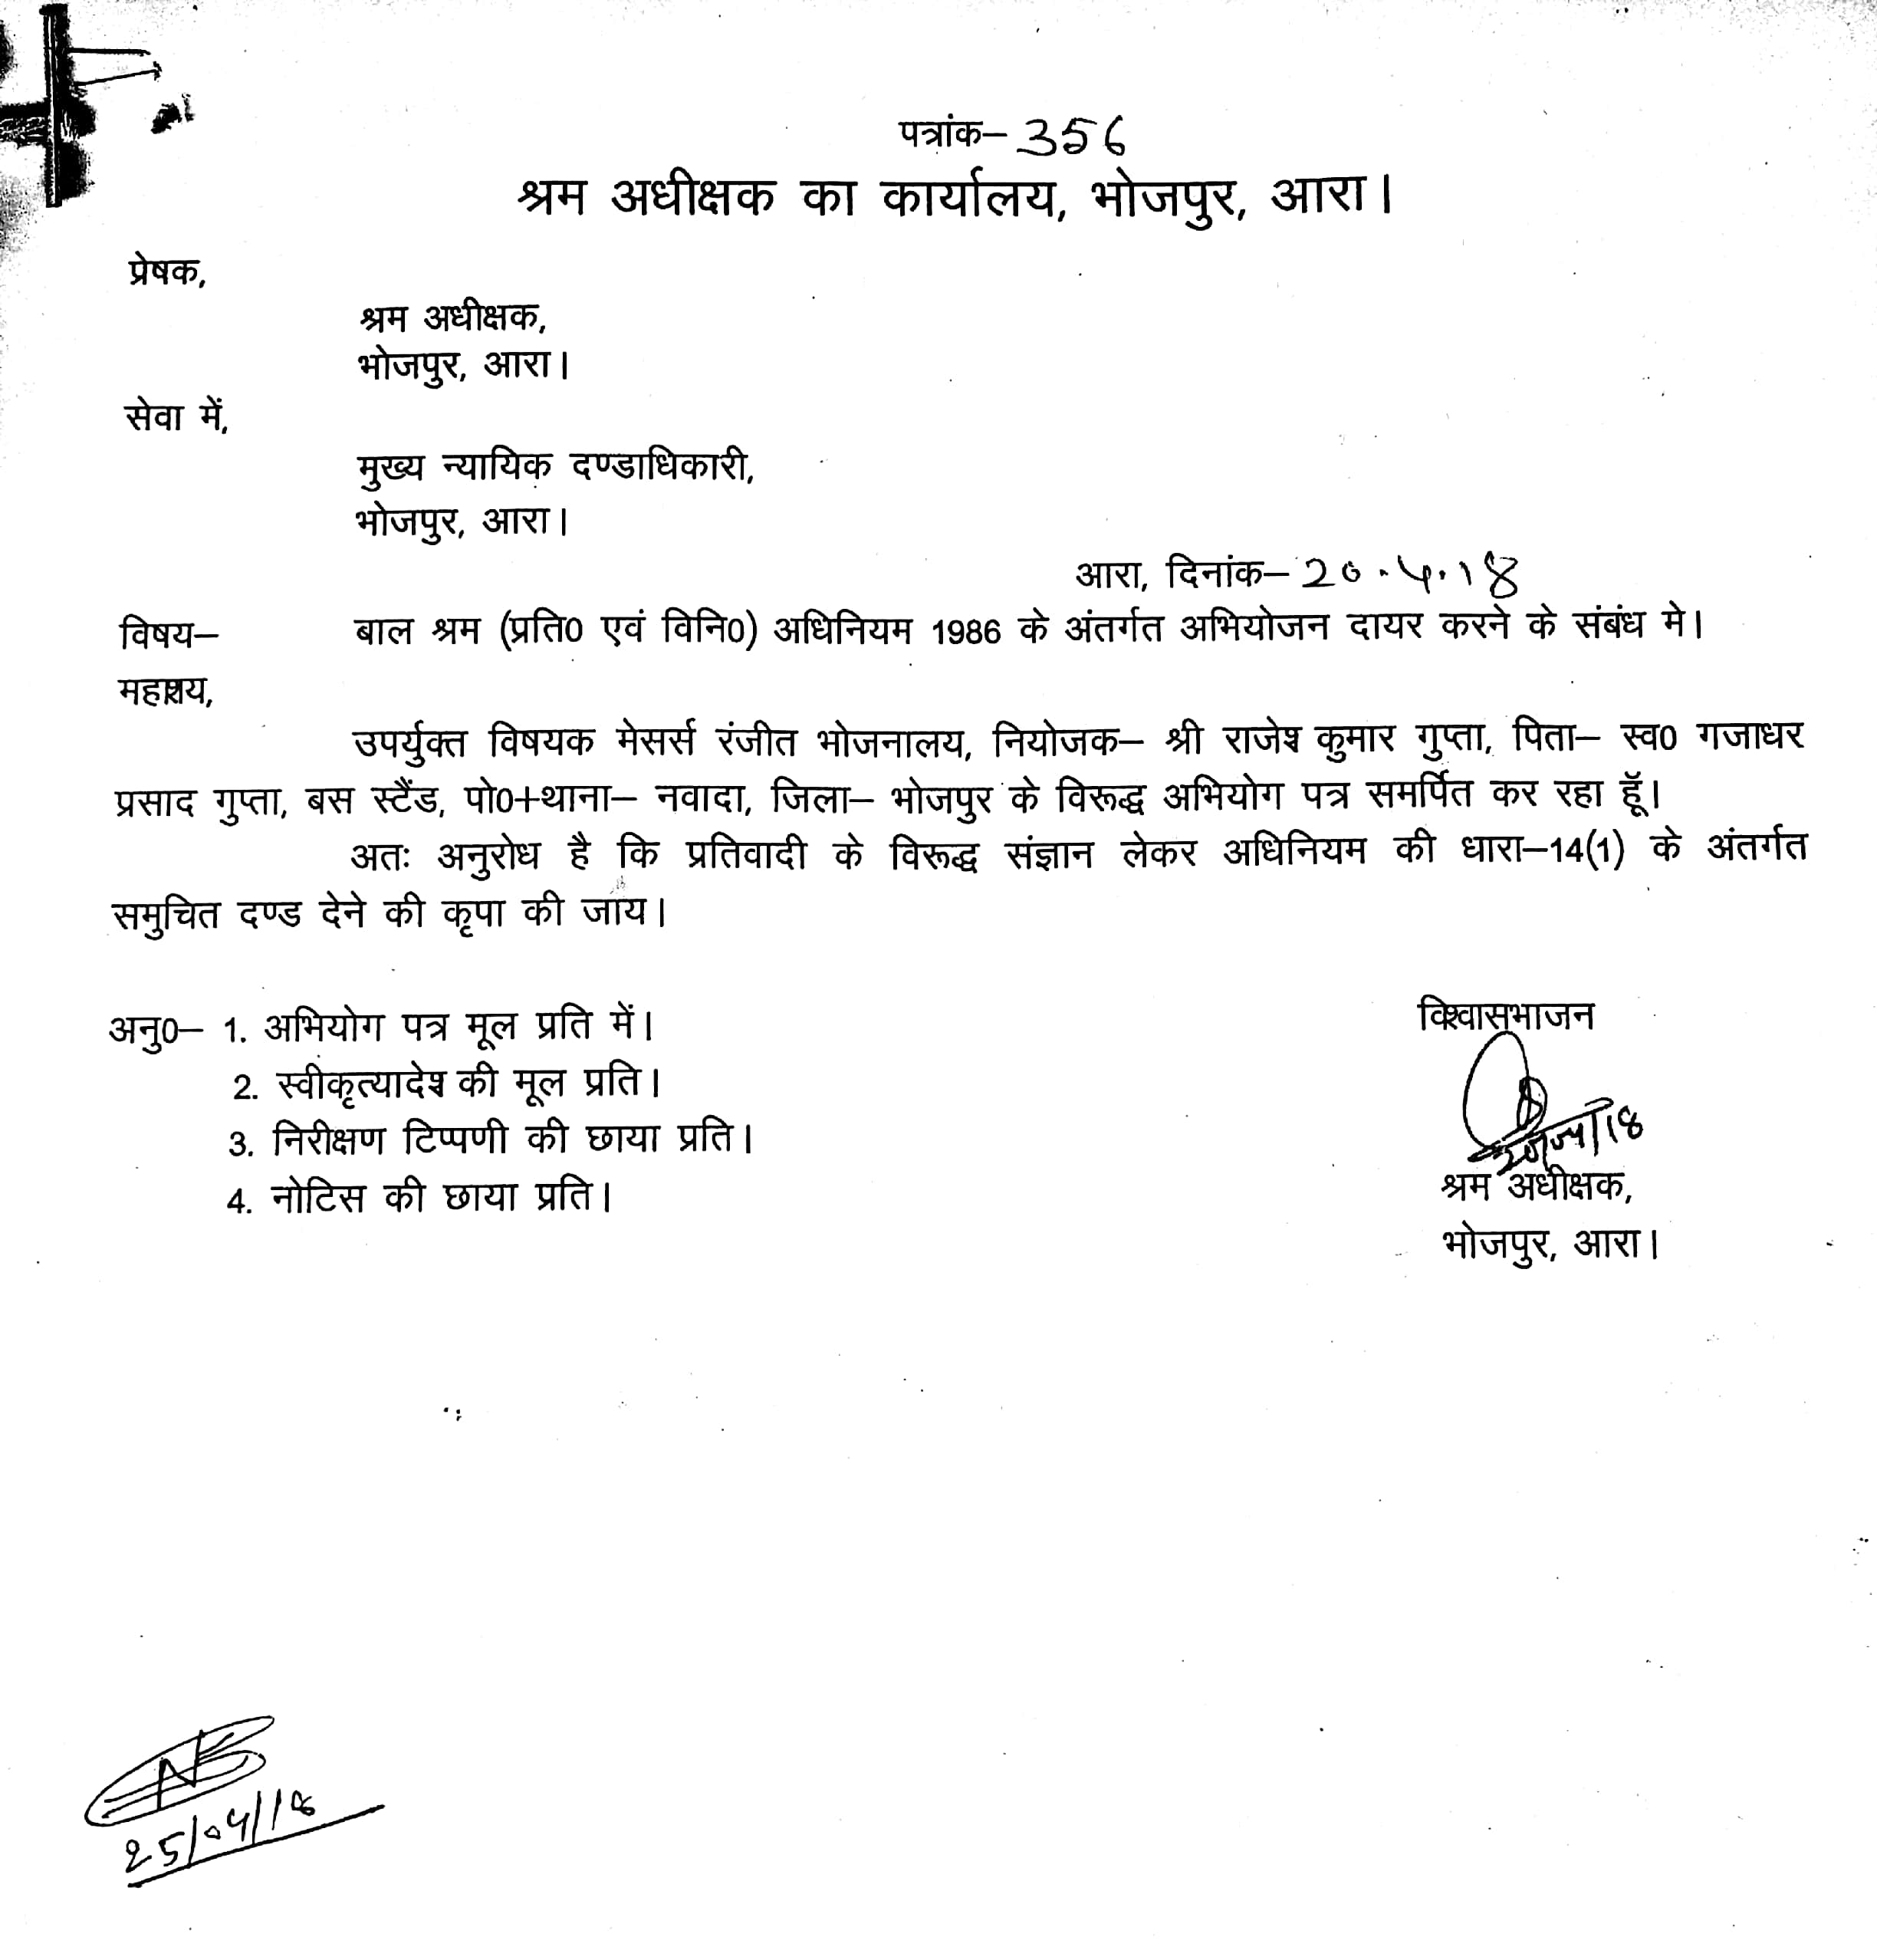 पत्रांक– 356
श्रम अधीक्षक का कार्यालय, भोजपुर, आरा।
प्रेषक,
श्रम अधीक्षक,
भोजपुर, आरा।
सेवा में,
मुख्य न्यायिक दण्डाधिकारी,
भोजपुर, आरा।
आरा, दिनांक– 20.4.18
विषय– बाल श्रम (प्रति0 एवं विनि0) अधिनियम 1986 के अंतर्गत अभियोजन दायर करने के संबंध मे।
महाशय,
उपर्युक्त विषयक मेसर्स रंजीत भोजनालय, नियोजक– श्री राजेश कुमार गुप्ता, पिता– स्व0 गजाधर
प्रसाद गुप्ता, बस स्टैंड, पो0+थाना– नवादा, जिला– भोजपुर के विरूद्ध अभियोग पत्र समर्पित कर रहा हूँ।
अतः अनुरोध है कि प्रतिवादी के विरूद्ध संज्ञान लेकर अधिनियम की धारा–14(1) के अंतर्गत
समुचित दण्ड देने की कृपा की जाय।
अनु0– 1. अभियोग पत्र मूल प्रति में।
2. स्वीकृत्यादेश की मूल प्रति।
3. निरीक्षण टिप्पणी की छाया प्रति।
4. नोटिस की छाया प्रति।
विश्वासभाजन
श्रम अधीक्षक,
भोजपुर, आरा।
25/04/18